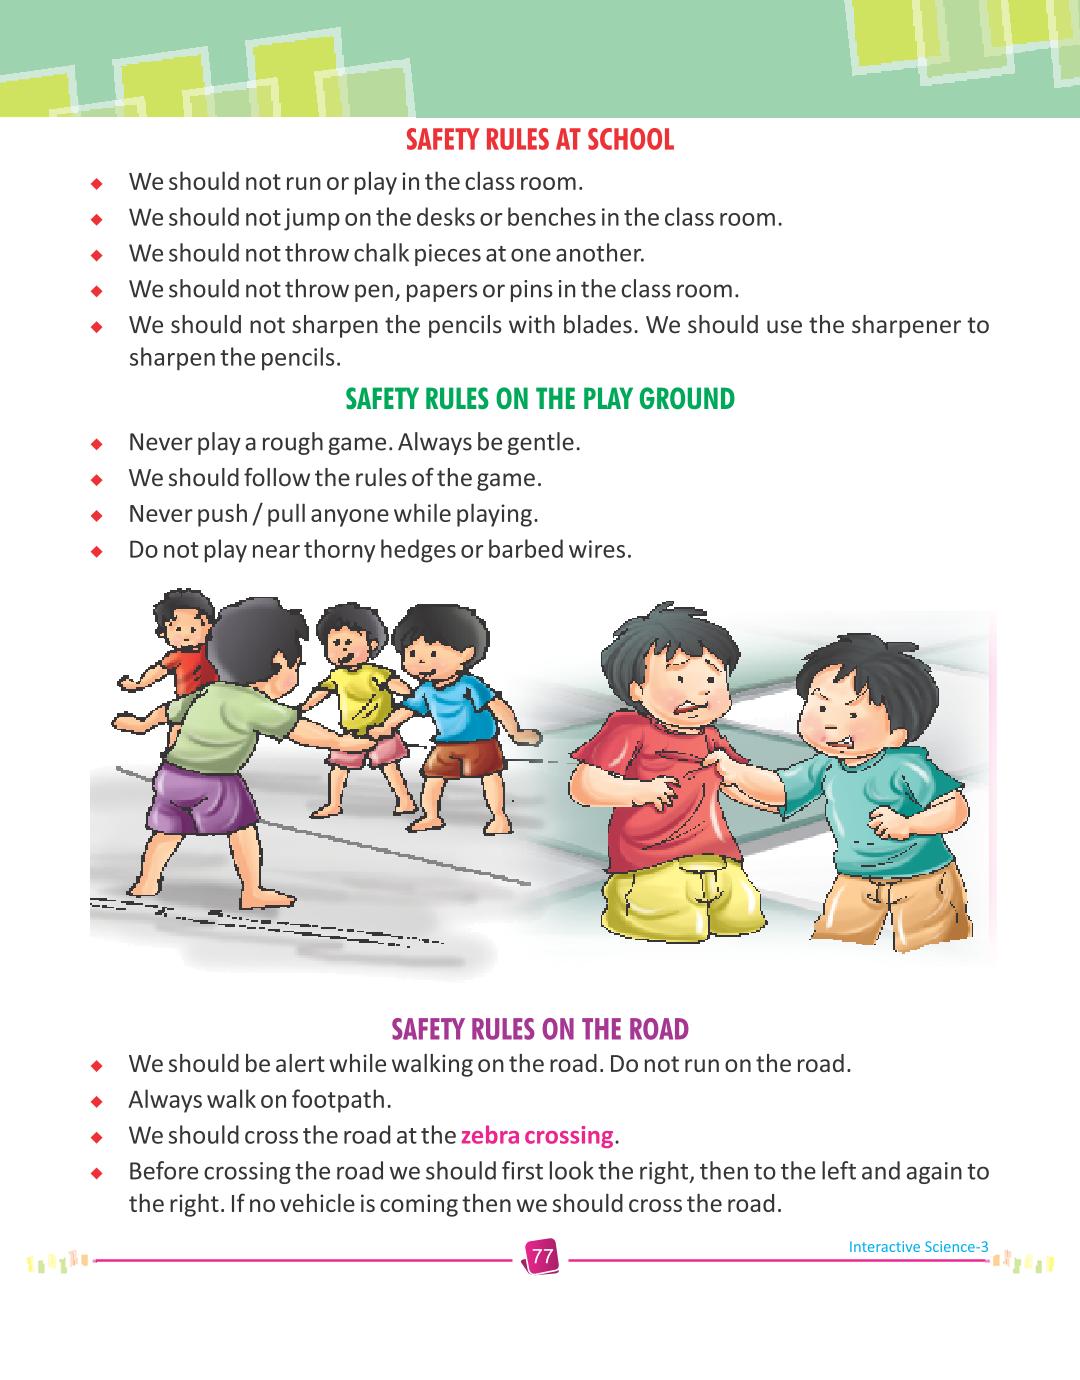 SAFETY RULES AT SCHOOL
We should not run or play in the class room.
We should not jump on the desks or benches in the class room.
We should not throw chalk pieces at one another.
We should not throw pen, papers or pins in the class room.
We should not sharpen the pencils with blades. We should use the sharpener to
sharpen the pencils.
SAFETY RULES ON THE PLAY GROUND
Never play a rough game. Always be gentle.
We should follow the rules of the game.
Never push / pull anyone while playing.
Do not play near thorny hedges or barbed wires.
SAFETY RULES ON THE ROAD
We should be alert while walking on the road. Do not run on the road.
Always walk on footpath.
We should cross the road at the zebra crossing.
Before crossing the road we should first look the right, then to the left and again to
the right. If no vehicle is coming then we should cross the road.
Interactive Science-3
77